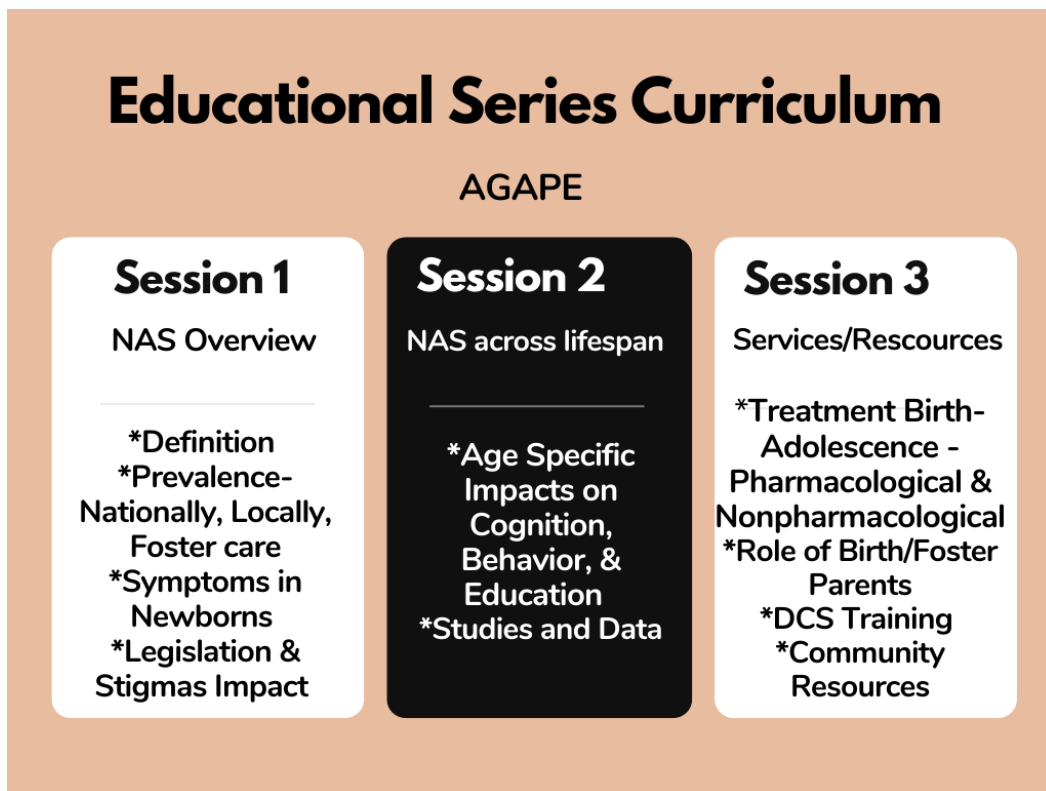 Educational Series Curriculum
AGAPE
Session 1
NAS Overview
*Definition
*Prevalence-
Nationally, Locally,
Foster care
*Symptoms in
Newborns
*Legislation &
Stigmas Impact
Session 2
NAS across lifespan
*Age Specific
Impacts on
Cognition,
Behavior, &
Education
*Studies and Data
Session 3
Services/Rescources
*Treatment Birth-
Adolescence -
Pharmacological &
Nonpharmacological
*Role of Birth/Foster
Parents
*DCS Training
*Community
Resources